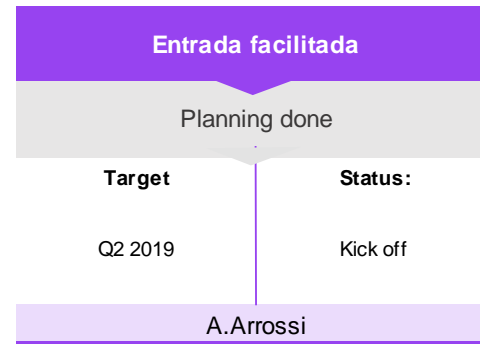 Entrada facilitada
Planning done
Target
Status:
Q2 2019
Kick off
A.Arrossi